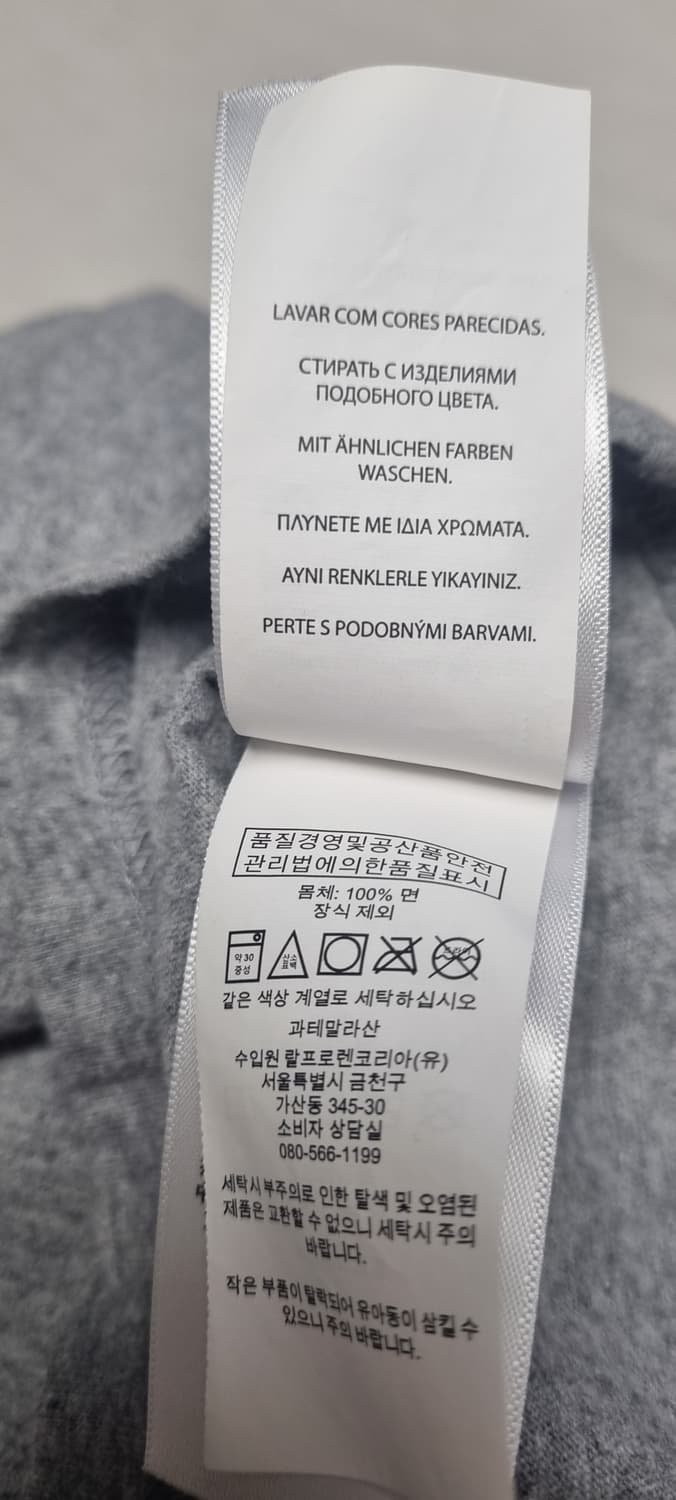 LAVAR COM CORES PARECIDAS.
СТИРАТЬ С ИЗДЕЛИЯМИ
ПОДОБНОГО ЦВЕТА.
MIT ÄHNLICHEN FARBEN
WASCHEN.
ΠΛΥΝΕΤΕ ΜΕ ΙΔΙΑ ΧΡΩΜΑΤΑ.
AYNI RENKLERLE YIKAYINIZ.
PERTE S PODOBNÝMI BARVAMI.
품질경영및공산품안전
관리법에의한품질표시
몸체: 100% 면
장식 제외
약 30
중성
산소
표백
드라이
같은 색상 계열로 세탁하십시오
과테말라산
수입원 랄프로렌코리아(유)
서울특별시 금천구
가산동 345-30
소비자 상담실
080-566-1199
세탁시부주의로 인한 탈색 및 오염된
제품은 교환할 수 없으니 세탁시 주의
바랍니다.
작은 부품이 탈락되어 유아동이 삼킬 수
있으니 주의 바랍니다.